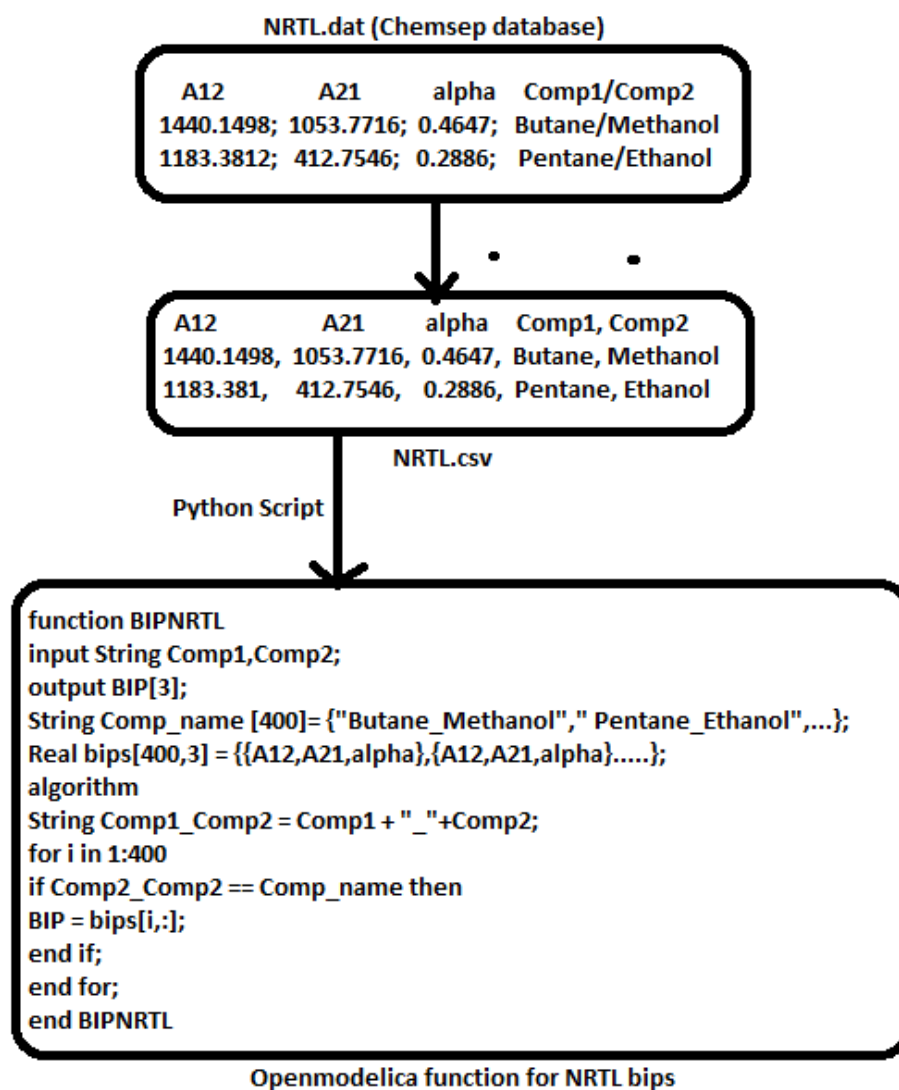 NRTL.dat (Chemsep database)
A12 A21 alpha Comp1/Comp2
1440.1498; 1053.7716; 0.4647; Butane/Methanol
1183.3812; 412.7546; 0.2886; Pentane/Ethanol
A12 A21 alpha Comp1, Comp2
1440.1498, 1053.7716, 0.4647, Butane, Methanol
1183.381, 412.7546, 0.2886, Pentane, Ethanol
NRTL.csv
Python Script
function BIPNRTL
input String Comp1,Comp2;
output BIP[3];
String Comp_name [400]= {"Butane_Methanol"," Pentane_Ethanol",...};
Real bips[400,3] = {{A12,A21,alpha},{A12,A21,alpha}.....};
algorithm
String Comp1_Comp2 = Comp1 + "_"+Comp2;
for i in 1:400
if Comp2_Comp2 == Comp_name then
BIP = bips[i,:];
end if;
end for;
end BIPNRTL
Openmodelica function for NRTL bips